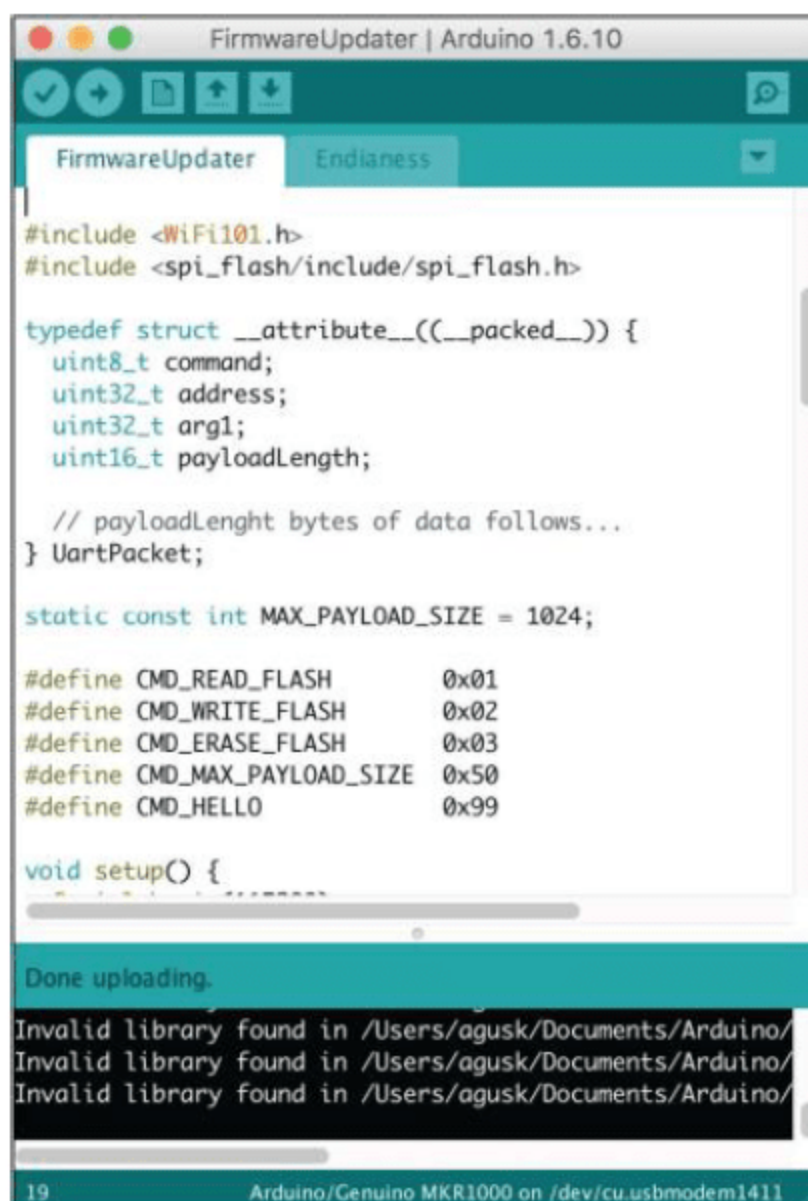 FirmwareUpdater | Arduino 1.6.10
FirmwareUpdater Endianess
#include <WiFi101.h>
#include <spi_flash/include/spi_flash.h>
typedef struct __attribute__((__packed__)) {
uint8_t command;
uint32_t address;
uint32_t arg1;
uint16_t payloadLength;
// payloadLenght bytes of data follows...
} UartPacket;
static const int MAX_PAYLOAD_SIZE = 1024;
#define CMD_READ_FLASH 0x01
#define CMD_WRITE_FLASH 0x02
#define CMD_ERASE_FLASH 0x03
#define CMD_MAX_PAYLOAD_SIZE 0x50
#define CMD_HELLO 0x99
void setup() {
Done uploading.
Invalid library found in /Users/agusk/Documents/Arduino/
Invalid library found in /Users/agusk/Documents/Arduino/
Invalid library found in /Users/agusk/Documents/Arduino/
19 Arduino/Genuino MKR1000 on /dev/cu.usbmodem1411